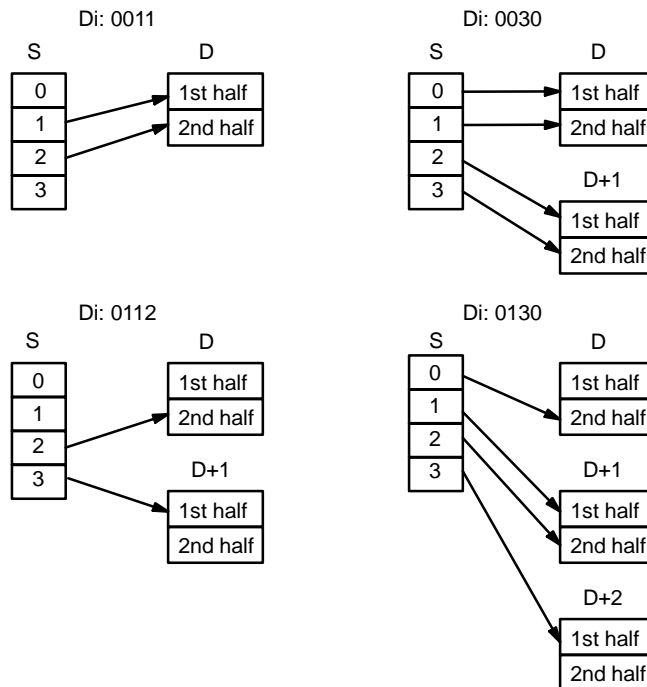 Di: 0011
S D
0
1
2
3
1st half
2nd half
Di: 0030
S D
0
1
2
3
1st half
2nd half
D+1
1st half
2nd half
Di: 0112
S D
0
1
2
3
1st half
2nd half
D+1
1st half
2nd half
Di: 0130
S D
0
1
2
3
1st half
2nd half
D+1
1st half
2nd half
D+2
1st half
2nd half